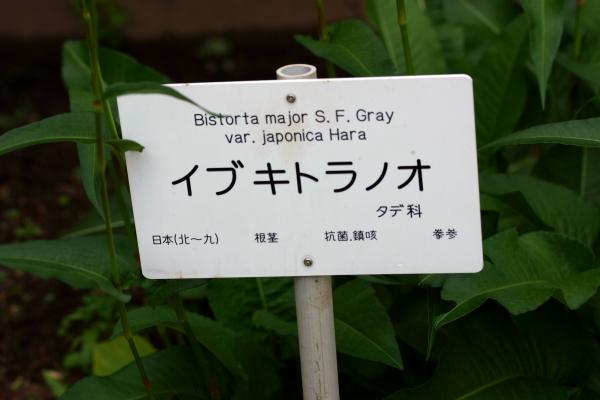 Bistorta major S. F. Gray
var. japonica Hara
イブキトラノオ
タデ科
日本(北〜九) 根茎 抗菌,鎮咳 拳参